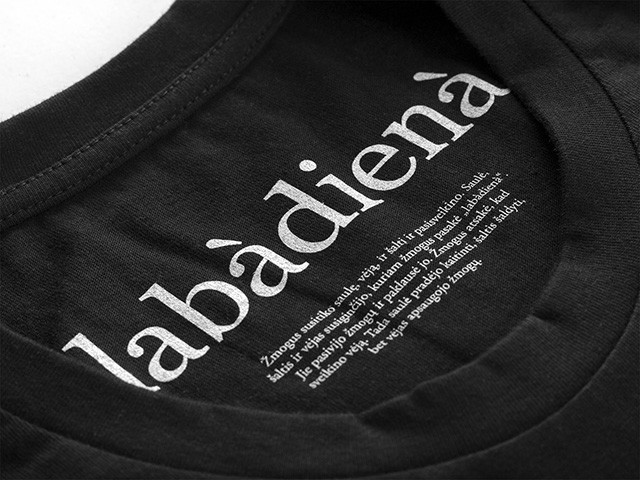 labàdienà
Žmogus susitiko saulę, vėją, ir šaltį ir pasisveikino. Saulė,
šaltis ir vėjas susiginčijo, kuriam žmogus pasakė „labàdienà“.
Jie pasivijo žmogų ir paklausė jo. Žmogus atsakė, kad
sveikino vėją. Tada saulė pradėjo kaitinti, šaltis šaldyti,
bet vėjas apsaugojo žmogų.